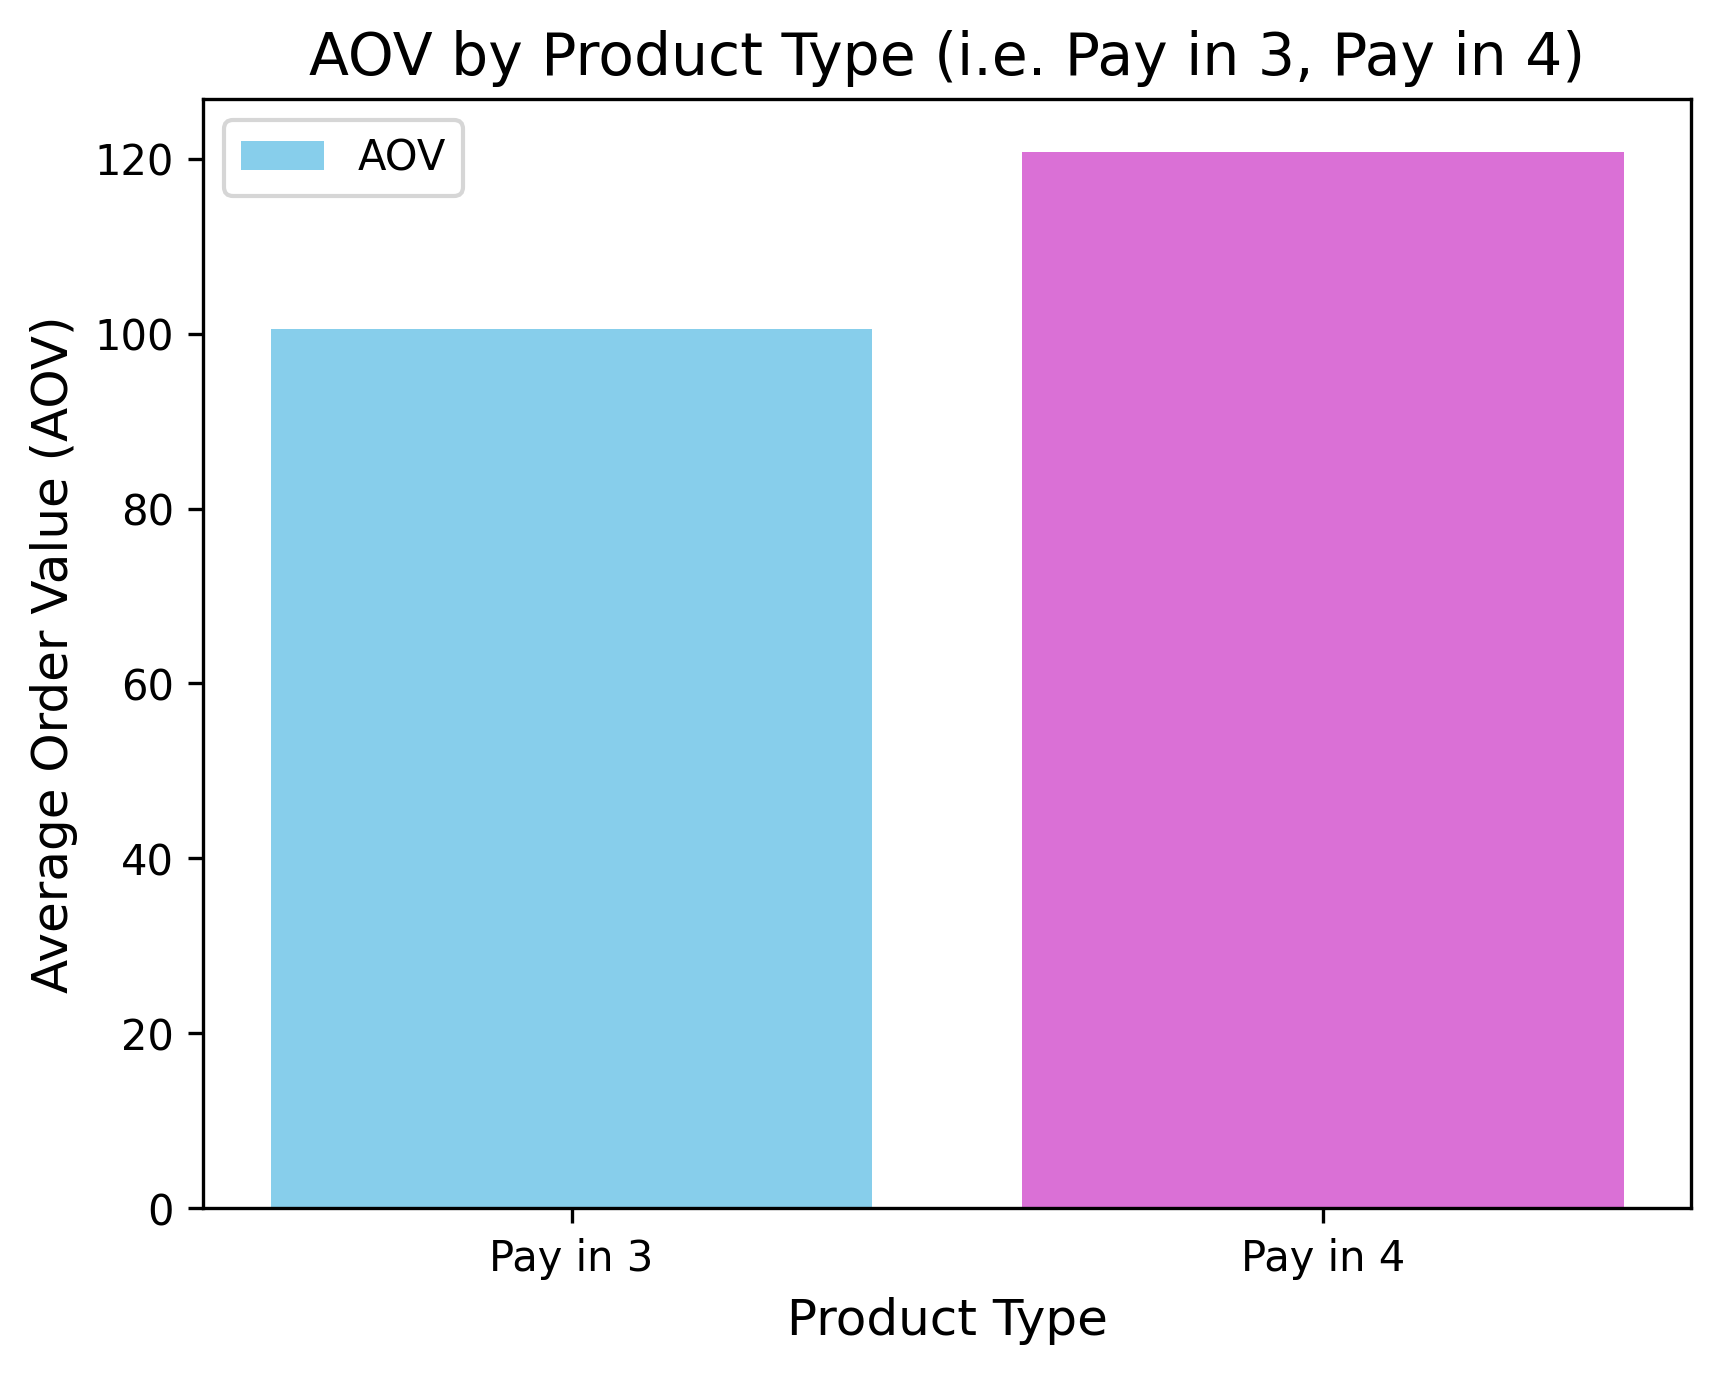 AOV by Product Type (i.e. Pay in 3, Pay in 4)
AOV
Average Order Value (AOV)
120
100
80
60
40
20
0
Pay in 3
Pay in 4
Product Type